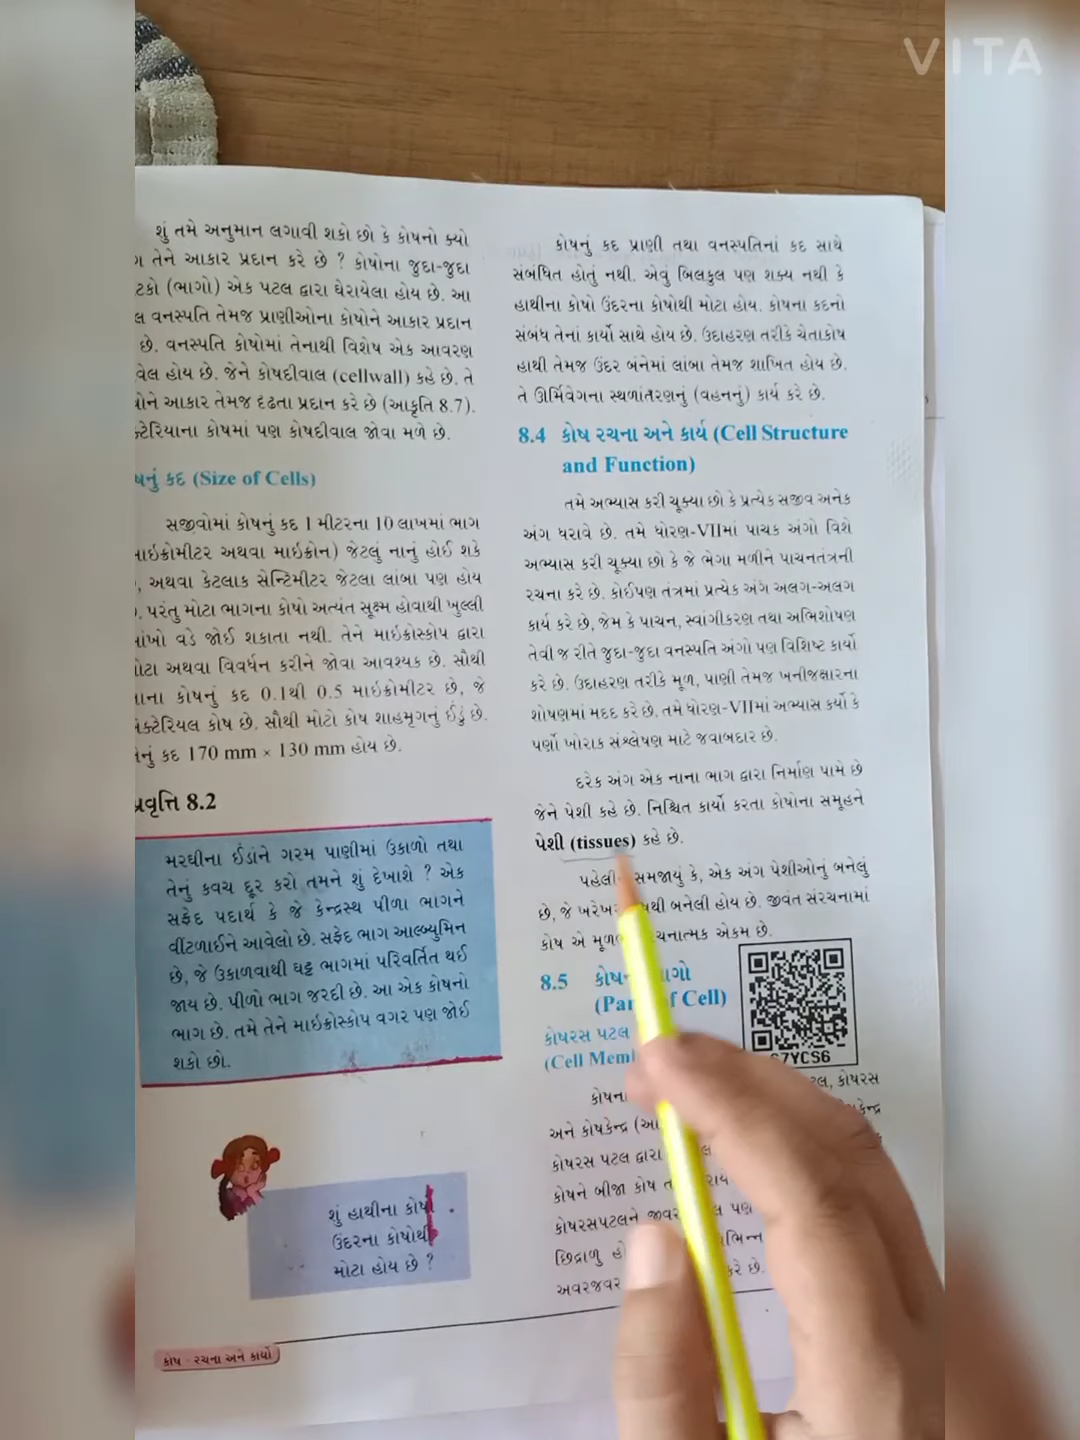 VITA
શું તમે અનુમાન લગાવી શકો છો કે કોષનો ક્યો
તેને આકાર પ્રદાન કરે છે ? કોષોના જુદા-જુદા
ટકો (ભાગો) એક પટલ દ્વારા ઘેરાયેલા હોય છે. આ
લ વનસ્પતિ તેમજ પ્રાણીઓના કોષોને આકાર પ્રદાન
છે. વનસ્પતિ કોષોમાં તેનાથી વિશેષ એક આવરણ
વેલ હોય છે. જેને કોષદીવાલ (cellwall) કહે છે. તે
ષોને આકાર તેમજ દૃઢતા પ્રદાન કરે છે (આકૃતિ 8.7).
ક્ટેરિયાના કોષમાં પણ કોષદીવાલ જોવા મળે છે.
ષનું કદ (Size of Cells)
સજીવોમાં કોષનું કદ 1 મીટરના 10 લાખમાં ભાગ
ાઇક્રોમીટર અથવા માઇક્રોન) જેટલું નાનું હોઈ શકે
, અથવા કેટલાક સેન્ટિમીટર જેટલા લાંબા પણ હોય
. પરંતુ મોટા ભાગના કોષો અત્યંત સૂક્ષ્મ હોવાથી ખુલ્લી
ાંખો વડે જોઈ શકાતા નથી. તેને માઇક્રોસ્કોપ દ્વારા
ોટા અથવા વિવર્ધન કરીને જોવા આવશ્યક છે. સૌથી
ાના કોષનું કદ 0.1થી 0.5 માઇક્રોમીટર છે, જે
ક્ટેરિયલ કોષ છે. સૌથી મોટો કોષ શાહમૃગનું ઈંડું છે.
નું કદ 170 mm × 130 mm હોય છે.
પ્રવૃત્તિ 8.2
મરઘીના ઈંડાંને ગરમ પાણીમાં ઉકાળો તથા
તેનું કવચ દૂર કરો તમને શું દેખાશે ? એક
સફેદ પદાર્થ કે જે કેન્દ્રસ્થ પીળા ભાગને
વીંટળાઈને આવેલો છે. સફેદ ભાગ આલ્બ્યુમિન
છે, જે ઉકાળવાથી ઘટ્ટ ભાગમાં પરિવર્તિત થઈ
જાય છે. પીળો ભાગ જરદી છે. આ એક કોષનો
ભાગ છે. તમે તેને માઇક્રોસ્કોપ વગર પણ જોઈ
શકો છો.
શું હાથીના કોષો
ઉંદરના કોષોથી
મોટા હોય છે ?
કોષ - રચના અને કાર્યો
કોષનું કદ પ્રાણી તથા વનસ્પતિનાં કદ સાથે
સંબંધિત હોતું નથી. એવું બિલકુલ પણ શક્ય નથી કે
હાથીના કોષો ઉંદરના કોષોથી મોટા હોય. કોષના કદનો
સંબંધ તેનાં કાર્યો સાથે હોય છે. ઉદાહરણ તરીકે ચેતાકોષ
હાથી તેમજ ઉંદર બંનેમાં લાંબા તેમજ શાખિત હોય છે.
તે ઊર્મિવેગના સ્થળાંતરણનું (વહનનું) કાર્ય કરે છે.
8.4 કોષ રચના અને કાર્ય (Cell Structure
and Function)
તમે અભ્યાસ કરી ચૂક્યા છો કે પ્રત્યેક સજીવ અનેક
અંગ ધરાવે છે. તમે ધોરણ-VIIમાં પાચક અંગો વિશે
અભ્યાસ કરી ચૂક્યા છો કે જે ભેગા મળીને પાચનતંત્રની
રચના કરે છે. કોઈપણ તંત્રમાં પ્રત્યેક અંગ અલગ-અલગ
કાર્ય કરે છે, જેમ કે પાચન, સ્વાંગીકરણ તથા અભિશોષણ
તેવી જ રીતે જુદા-જુદા વનસ્પતિ અંગો પણ વિશિષ્ટ કાર્યો
કરે છે. ઉદાહરણ તરીકે મૂળ, પાણી તેમજ ખનીજક્ષારના
શોષણમાં મદદ કરે છે. તમે ધોરણ-VIIમાં અભ્યાસ કર્યો કે
પર્ણો ખોરાક સંશ્લેષણ માટે જવાબદાર છે.
દરેક અંગ એક નાના ભાગ દ્વારા નિર્માણ પામે છે
જેને પેશી કહે છે. નિશ્ચિત કાર્યો કરતા કોષોના સમૂહને
પેશી (tissues) કહે છે.
સમજાયું કે, એક અંગ પેશીઓનું બનેલું
છે, જે ષથી બનેલી હોય છે. જીવંત સંરચનામાં
કોષ એ ચનાત્મક એકમ છે.
8.5 કોષ ાગો
(Par of Cell)
કોષરસ પટલ
(Cell Mem
7YCS6
કોષના ટલ, કોષરસ
અને કોષકેન્દ્ર (આ કેન્દ્ર
કોષરસ પટલ દ્વારા
કોષને બીજા કોષ
કોષરસપટલને જીવર લ પણ
છિદ્રાળુ ભિન્ન
અવરજવર કરે છે.